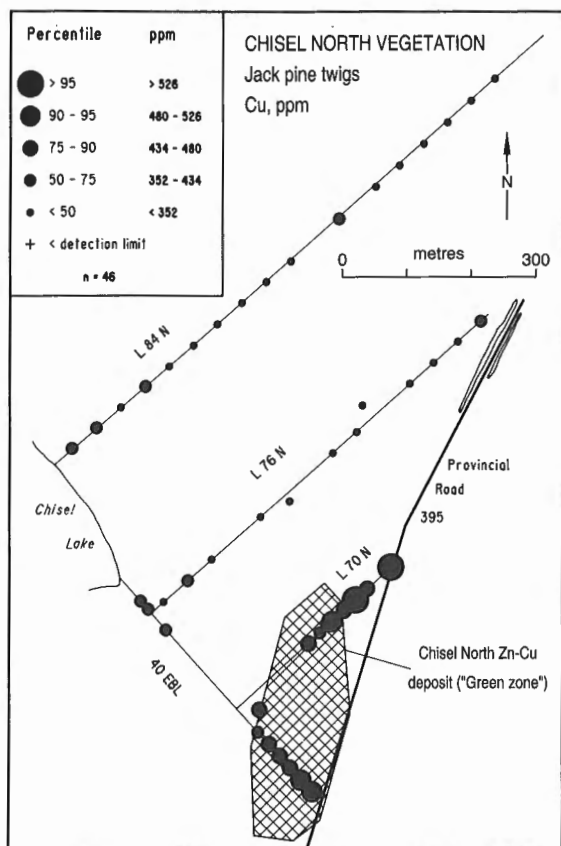 Percentile ppm
> 95 > 526
90 - 95 480 - 526
75 - 90 434 - 480
50 - 75 352 - 434
< 50 < 352
+ < detection limit
n = 46
CHISEL NORTH VEGETATION
Jack pine twigs
Cu, ppm
N
metres
0 300
L 84 N
L 76 N
Chisel
Lake
Provincial
Road
395
L 70 N
40 EBL
Chisel North Zn-Cu
deposit ("Green zone")